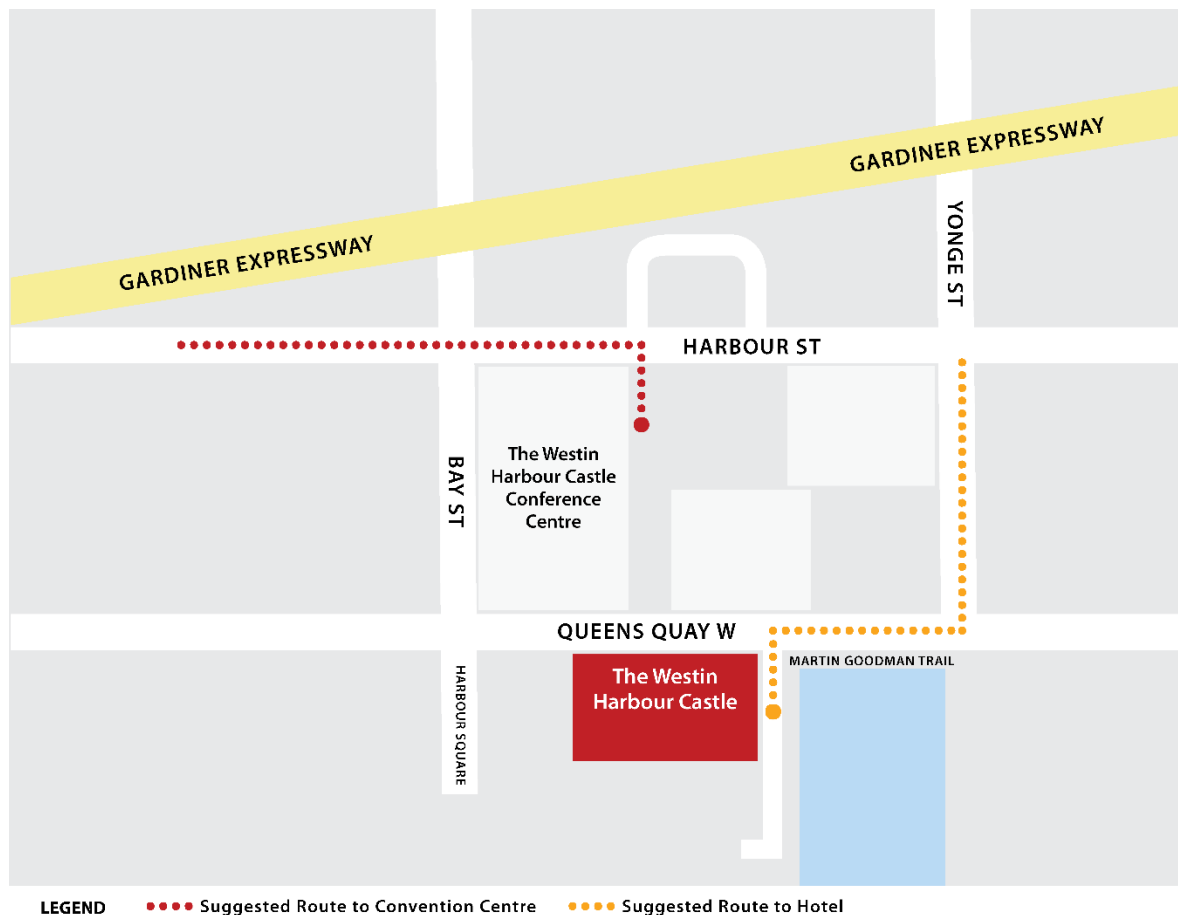 GARDINER EXPRESSWAY
GARDINER EXPRESSWAY
YONGE ST
HARBOUR ST
BAY ST
The Westin
Harbour Castle
Conference
Centre
QUEENS QUAY W
MARTIN GOODMAN TRAIL
HARBOUR SQUARE
The Westin
Harbour Castle
LEGEND
Suggested Route to Convention Centre
Suggested Route to Hotel